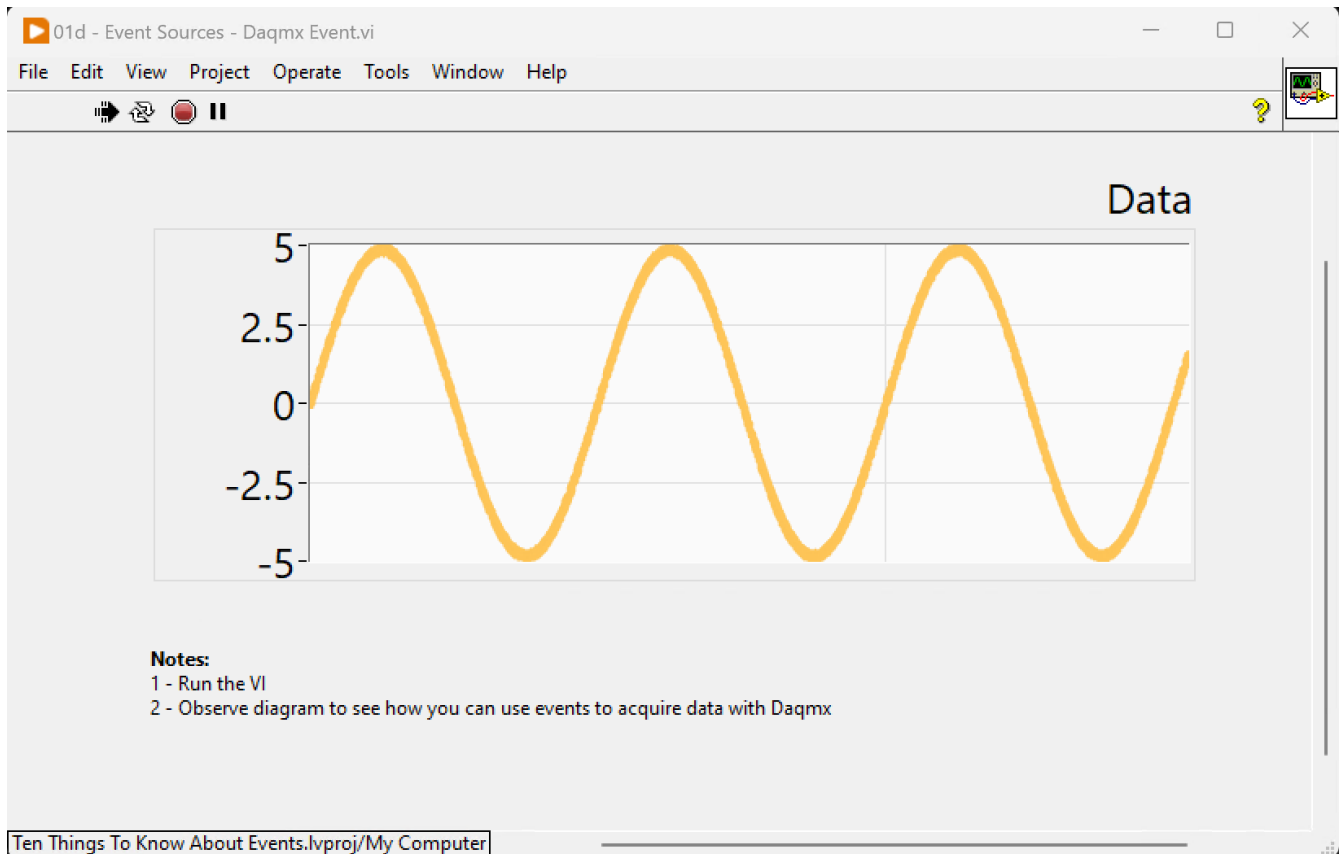 01d - Event Sources - Daqmx Event.vi
File Edit View Project Operate Tools Window Help
?
Data
5
2.5
0
-2.5
-5
Notes:
1 - Run the VI
2 - Observe diagram to see how you can use events to acquire data with Daqmx
Ten Things To Know About Events.lvproj/My Computer